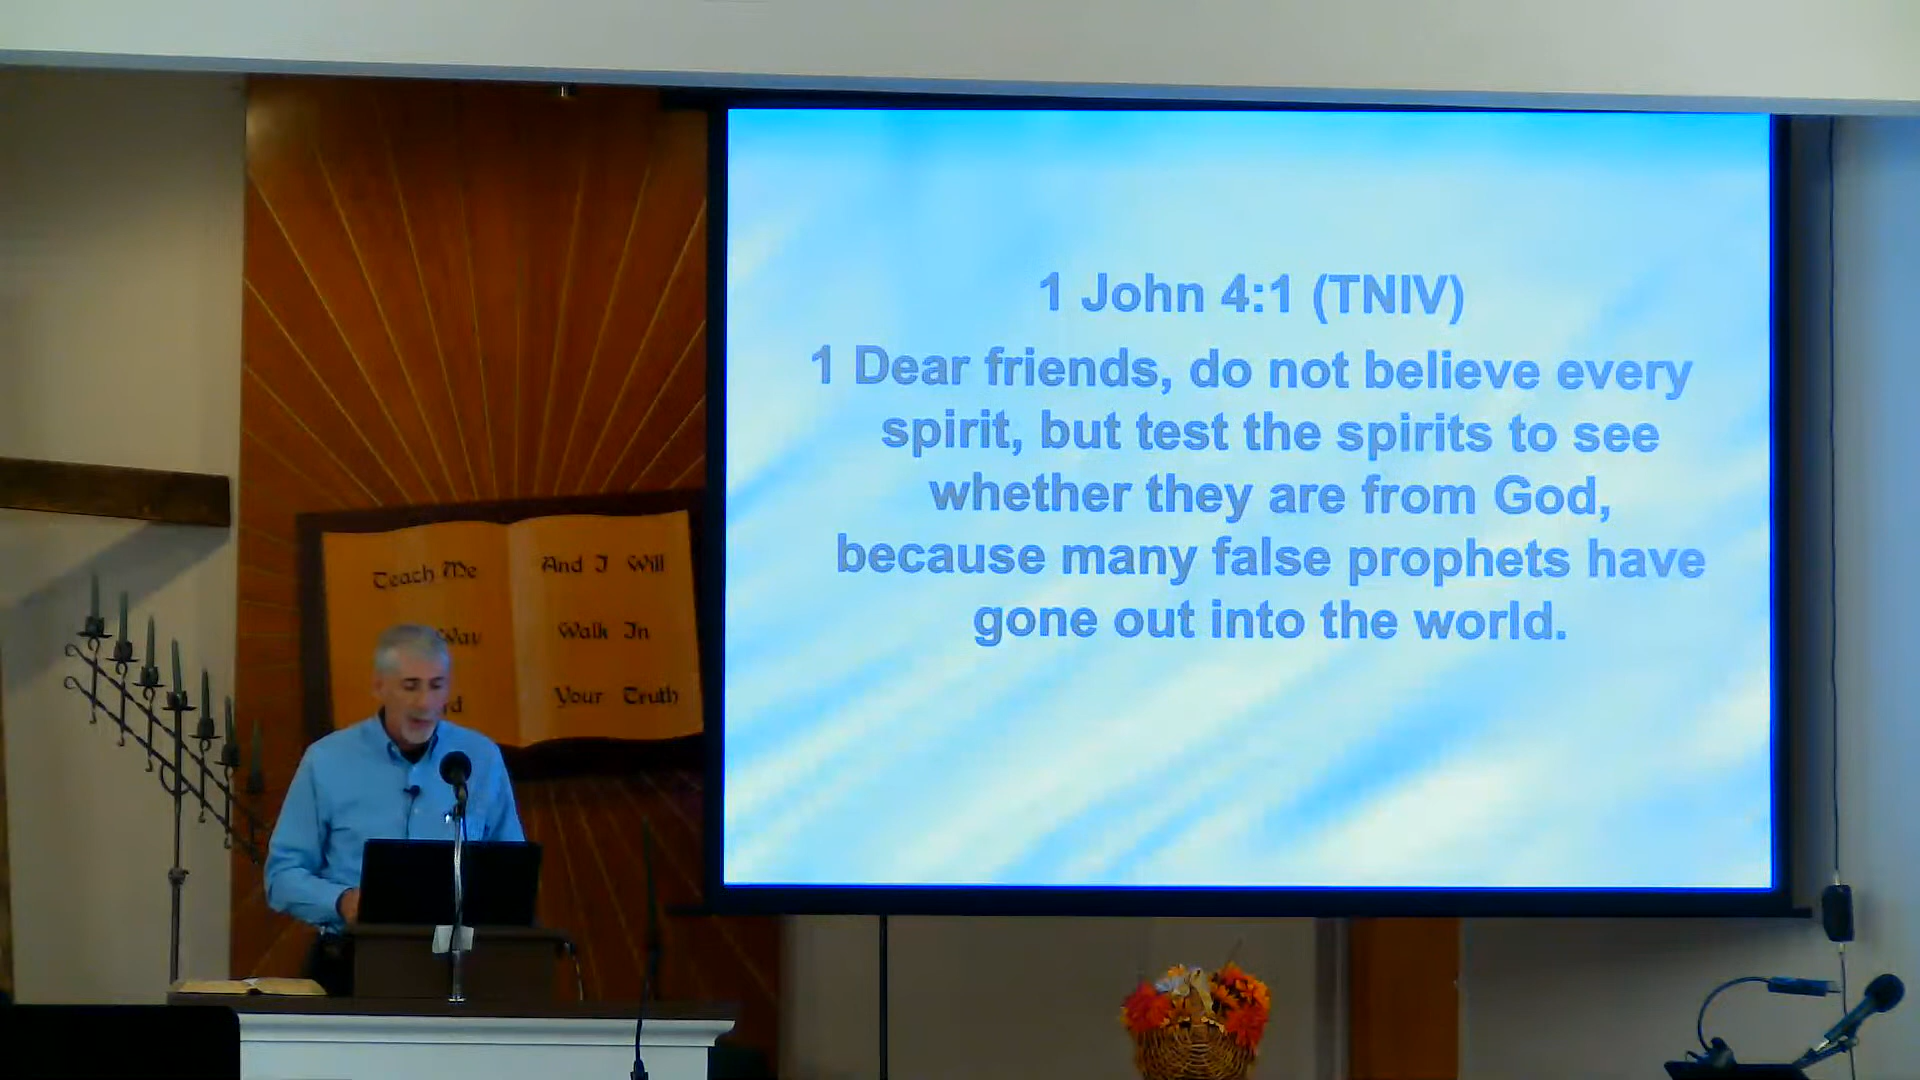 1 John 4:1 (TNIV)
1 Dear friends, do not believe every
spirit, but test the spirits to see
whether they are from God,
because many false prophets have
gone out into the world.
Teach Me
Way
And I Will
Walk In
Your Truth